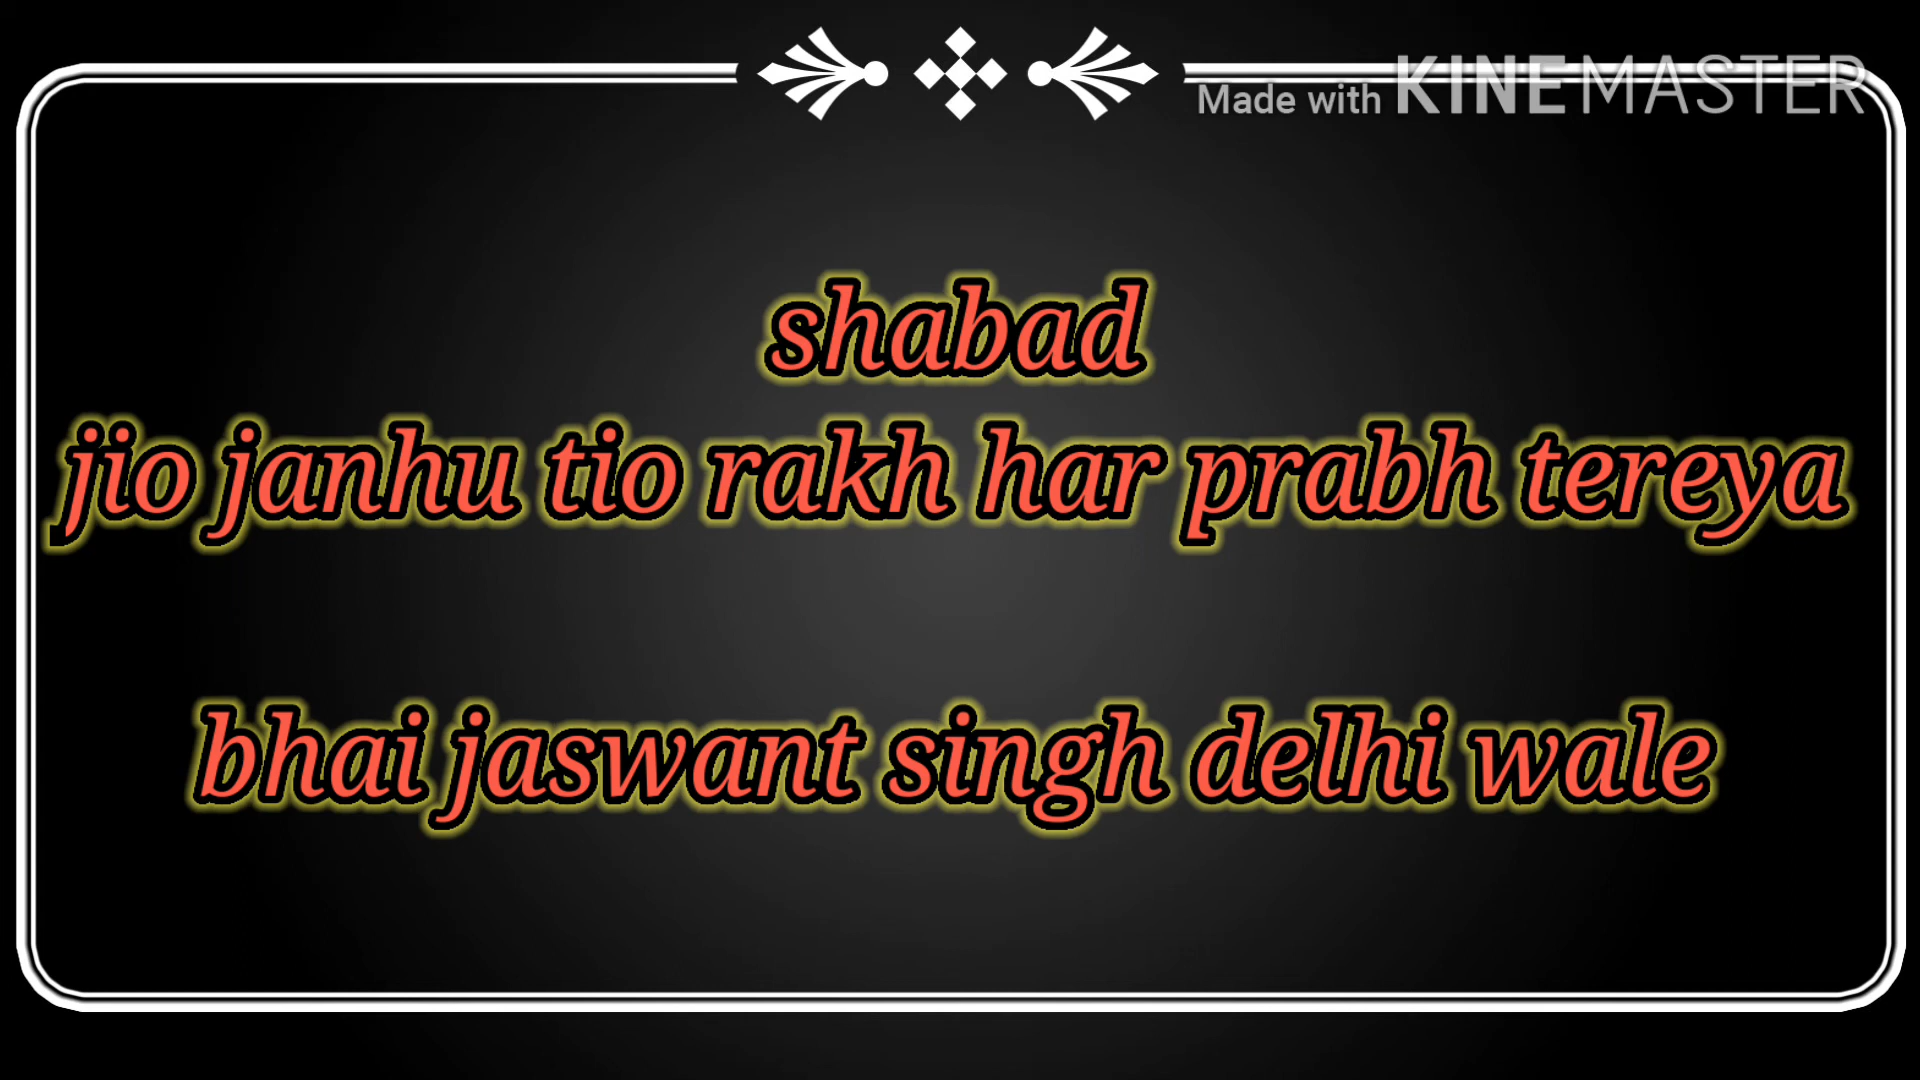 Made with KINEMASTER
shabad
jio janhu tio rakh har prabh tereya
bhai jaswant singh delhi wale